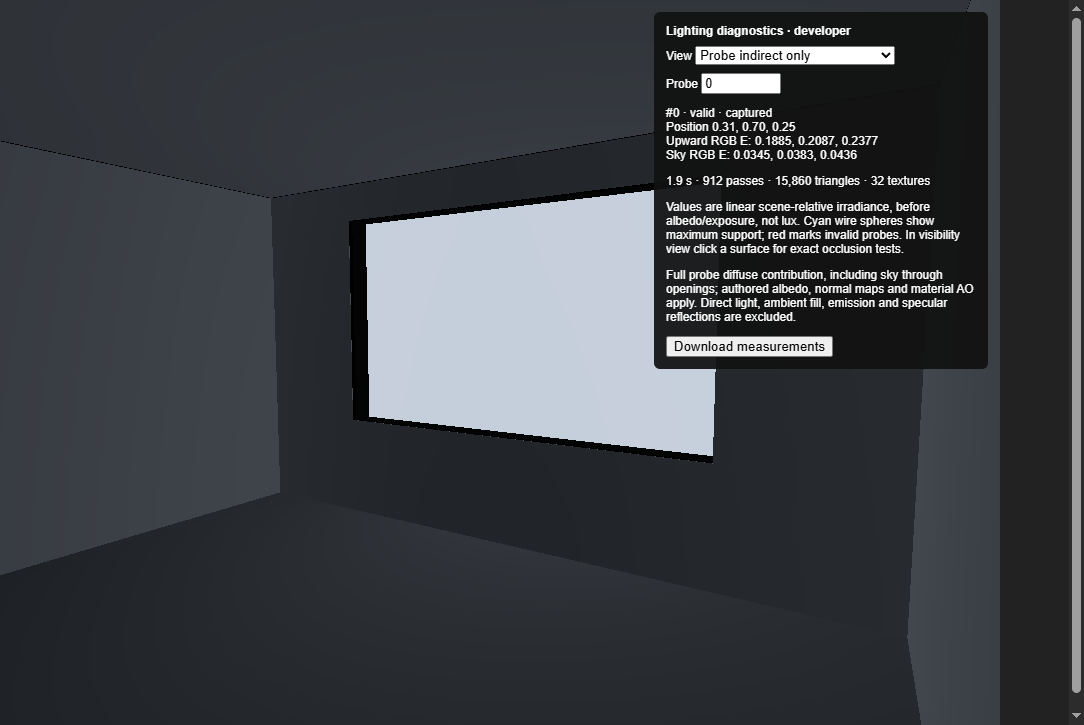 Lighting diagnostics · developer
View Probe indirect only
Probe 0
#0 · valid · captured
Position 0.31, 0.70, 0.25
Upward RGB E: 0.1885, 0.2087, 0.2377
Sky RGB E: 0.0345, 0.0383, 0.0436
1.9 s · 912 passes · 15,860 triangles · 32 textures
Values are linear scene-relative irradiance, before
albedo/exposure, not lux. Cyan wire spheres show
maximum support; red marks invalid probes. In visibility
view click a surface for exact occlusion tests.
Full probe diffuse contribution, including sky through
openings; authored albedo, normal maps and material AO
apply. Direct light, ambient fill, emission and specular
reflections are excluded.
Download measurements